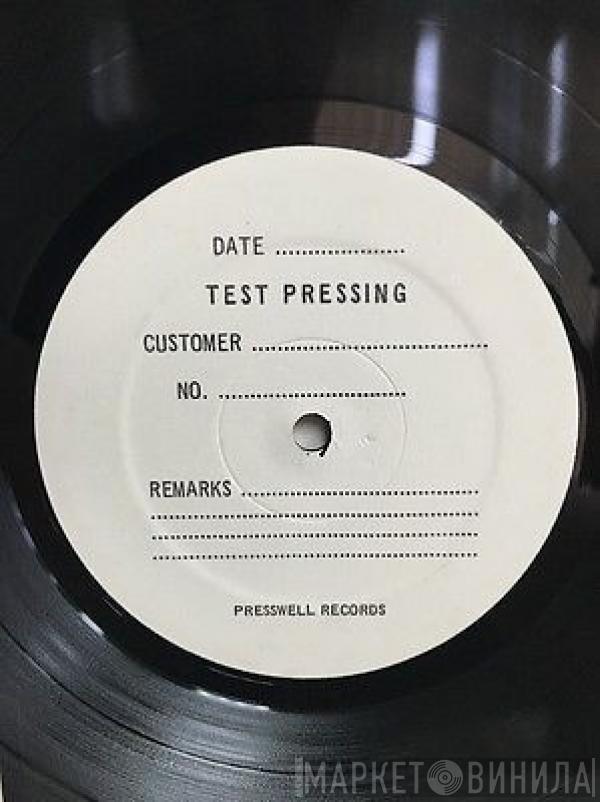 DATE ....................
TEST PRESSING
CUSTOMER ....................................
NO. .............................
REMARKS .....................................
..................................................
..................................................
..................................................
PRESSWELL RECORDS
МАРКЕТ ВИНИЛА